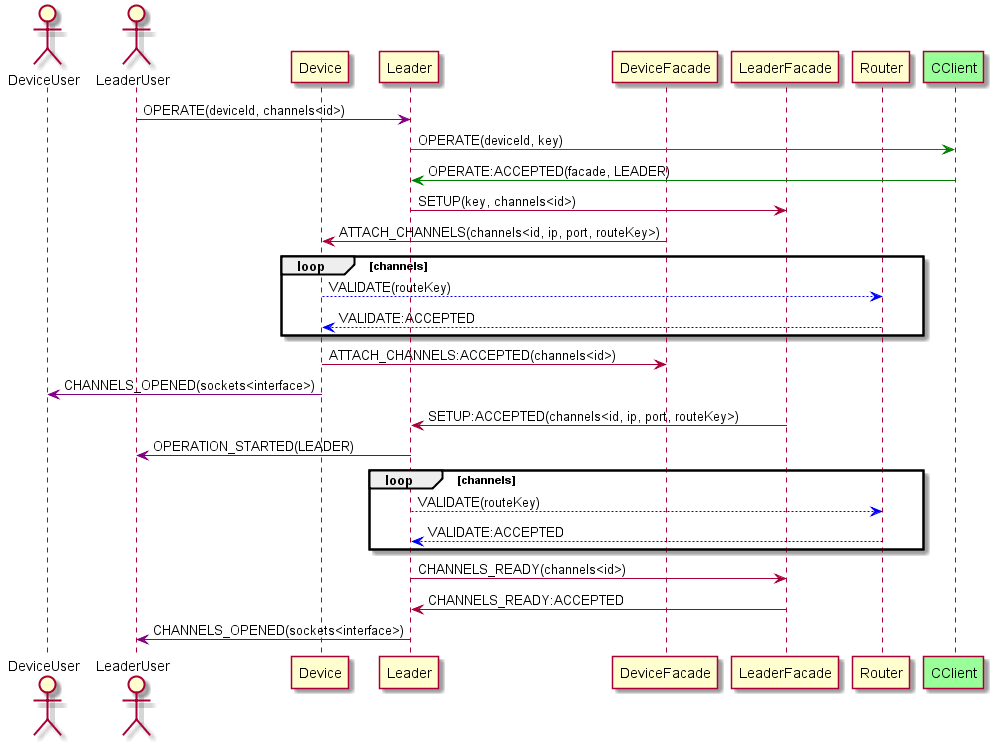 DeviceUser LeaderUser
Device Leader DeviceFacade LeaderFacade Router CClient
OPERATE(deviceId, channels<id>)
OPERATE(deviceId, key)
OPERATE:ACCEPTED(facade, LEADER)
SETUP(key, channels<id>)
ATTACH_CHANNELS(channels<id, ip, port, routeKey>)
loop [channels]
VALIDATE(routeKey)
VALIDATE:ACCEPTED
ATTACH_CHANNELS:ACCEPTED(channels<id>)
CHANNELS_OPENED(sockets<interface>)
SETUP:ACCEPTED(channels<id, ip, port, routeKey>)
OPERATION_STARTED(LEADER)
loop [channels]
VALIDATE(routeKey)
VALIDATE:ACCEPTED
CHANNELS_READY(channels<id>)
CHANNELS_READY:ACCEPTED
CHANNELS_OPENED(sockets<interface>)
DeviceUser LeaderUser
Device Leader DeviceFacade LeaderFacade Router CClient